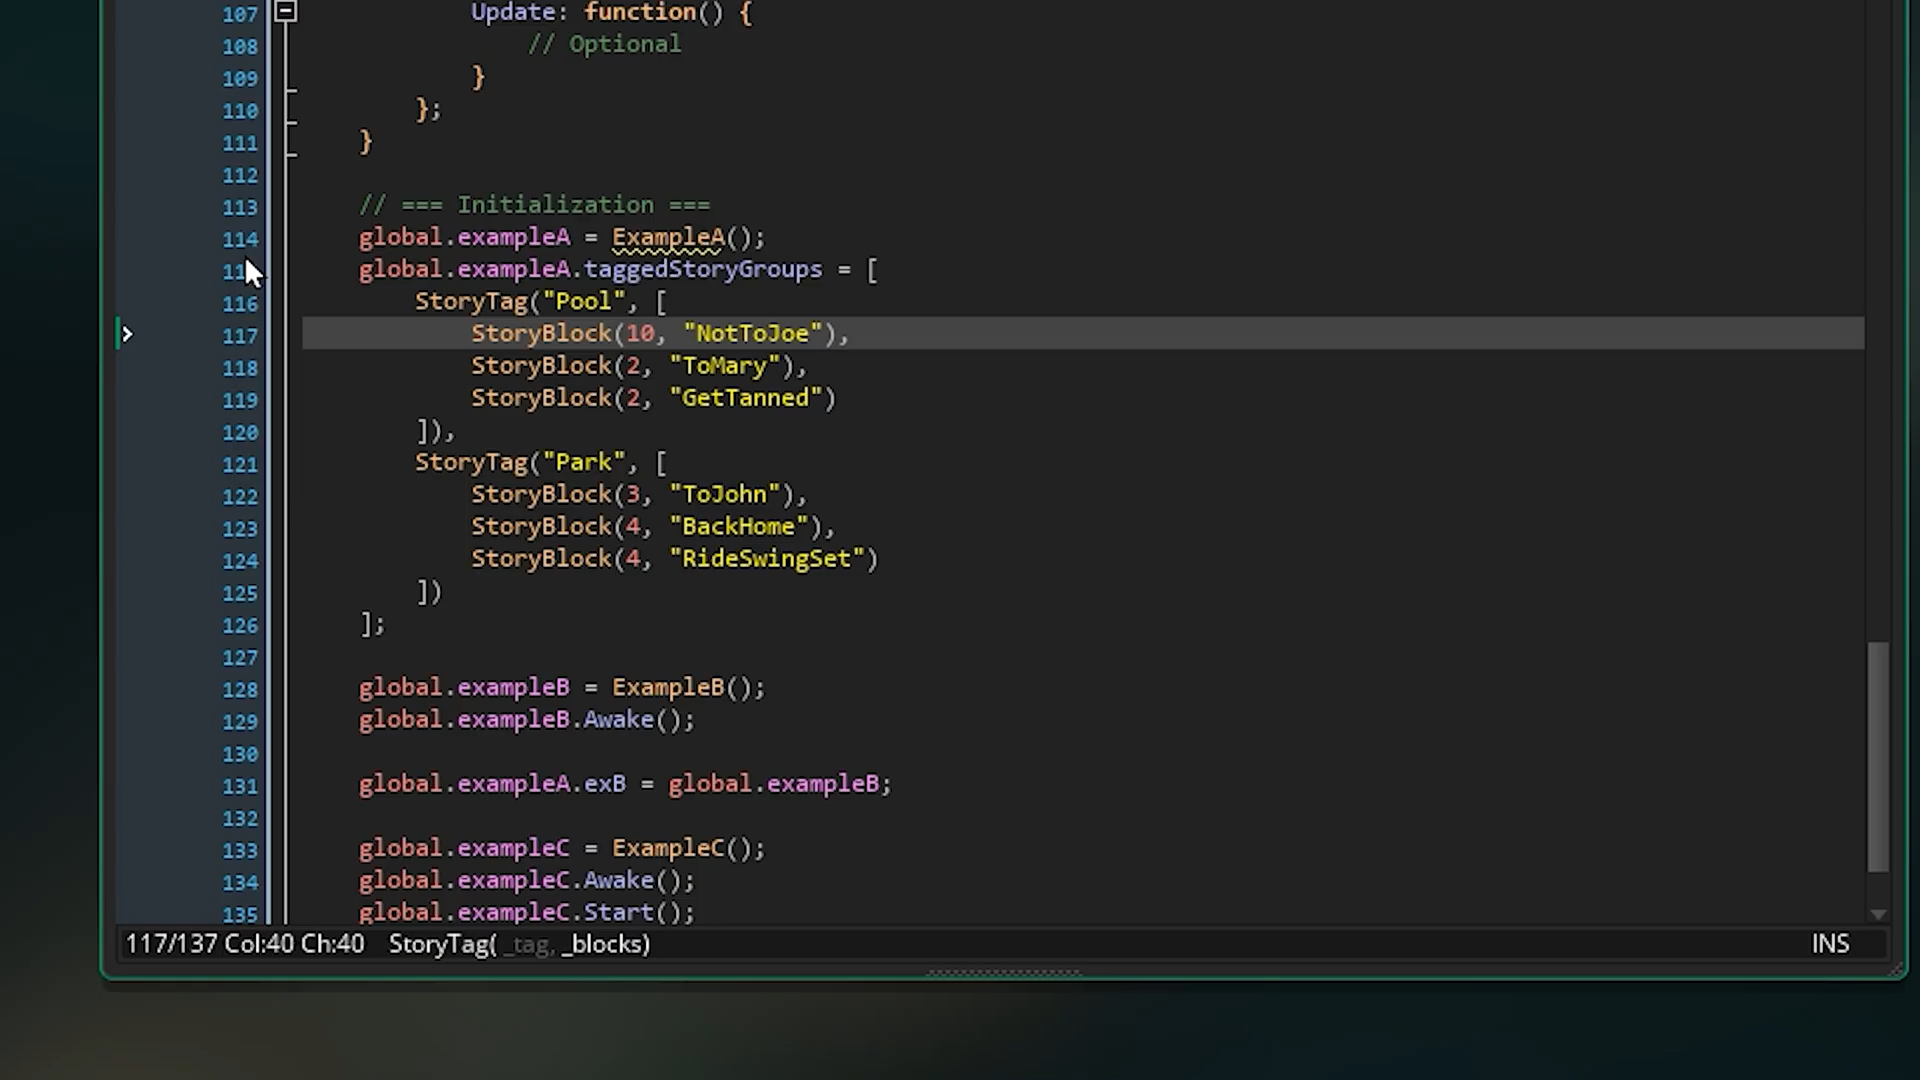 107 Update: function() {
108 // Optional
109 }
110 };
111 }
112
113 // === Initialization ===
114 global.exampleA = ExampleA();
11 global.exampleA.taggedStoryGroups = [
116 StoryTag("Pool", [
117 StoryBlock(10, "NotToJoe"),
118 StoryBlock(2, "ToMary"),
119 StoryBlock(2, "GetTanned")
120 ]),
121 StoryTag("Park", [
122 StoryBlock(3, "ToJohn"),
123 StoryBlock(4, "BackHome"),
124 StoryBlock(4, "RideSwingSet")
125 ])
126 ];
127
128 global.exampleB = ExampleB();
129 global.exampleB.Awake();
130
131 global.exampleA.exB = global.exampleB;
132
133 global.exampleC = ExampleC();
134 global.exampleC.Awake();
135 global.exampleC.Start();
117/137 Col:40 Ch:40 StoryTag( _tag, _blocks) INS